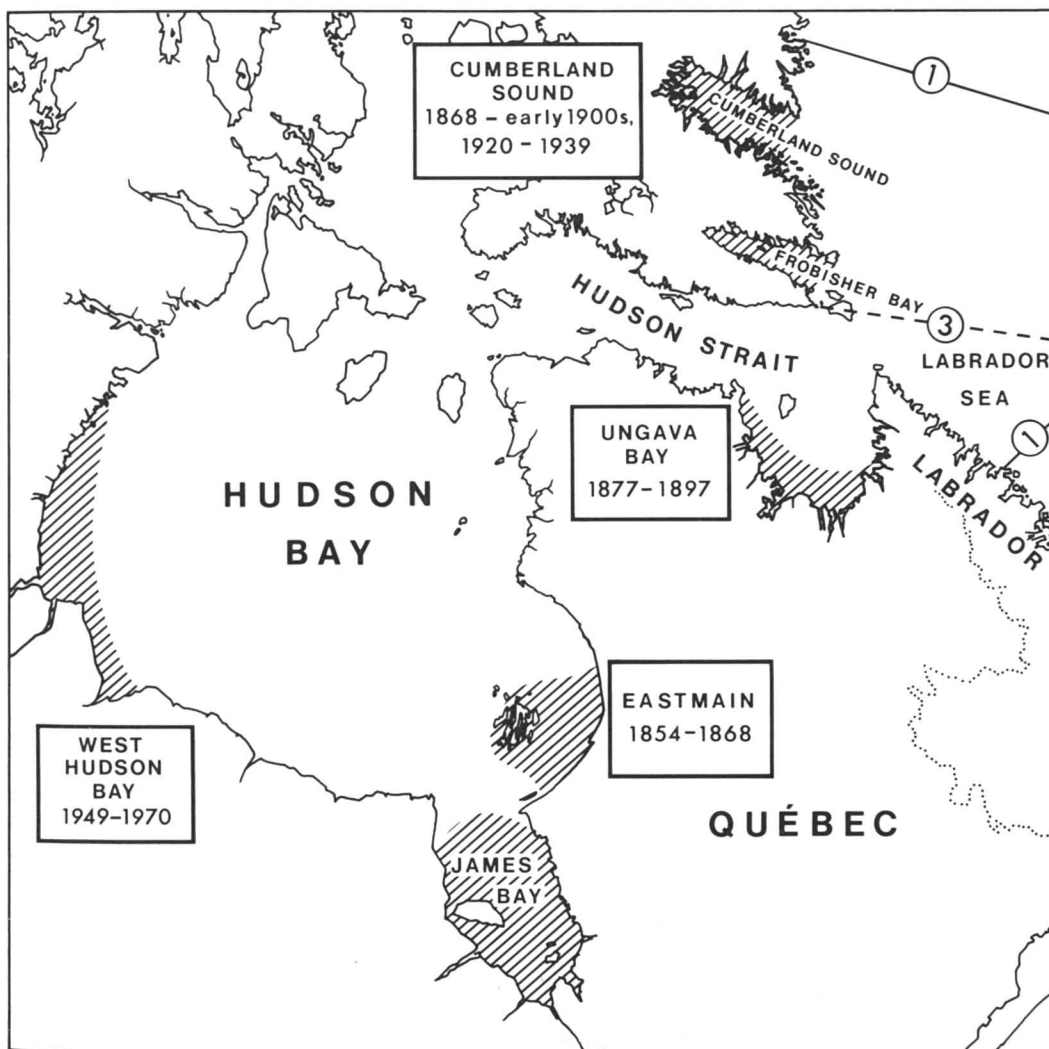 CUMBERLAND
SOUND
1868 – early 1900s,
1920 – 1939
1
CUMBERLAND SOUND
FROBISHER BAY
HUDSON STRAIT
3
LABRADOR
SEA
1
UNGAVA
BAY
1877–1897
LABRADOR
HUDSON
BAY
EASTMAIN
1854–1868
WEST
HUDSON
BAY
1949–1970
QUÉBEC
JAMES
BAY